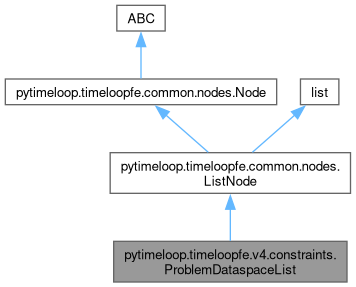 ABC
pytimeloop.timeloopfe.common.nodes.Node
list
pytimeloop.timeloopfe.common.nodes.
ListNode
pytimeloop.timeloopfe.v4.constraints.
ProblemDataspaceList